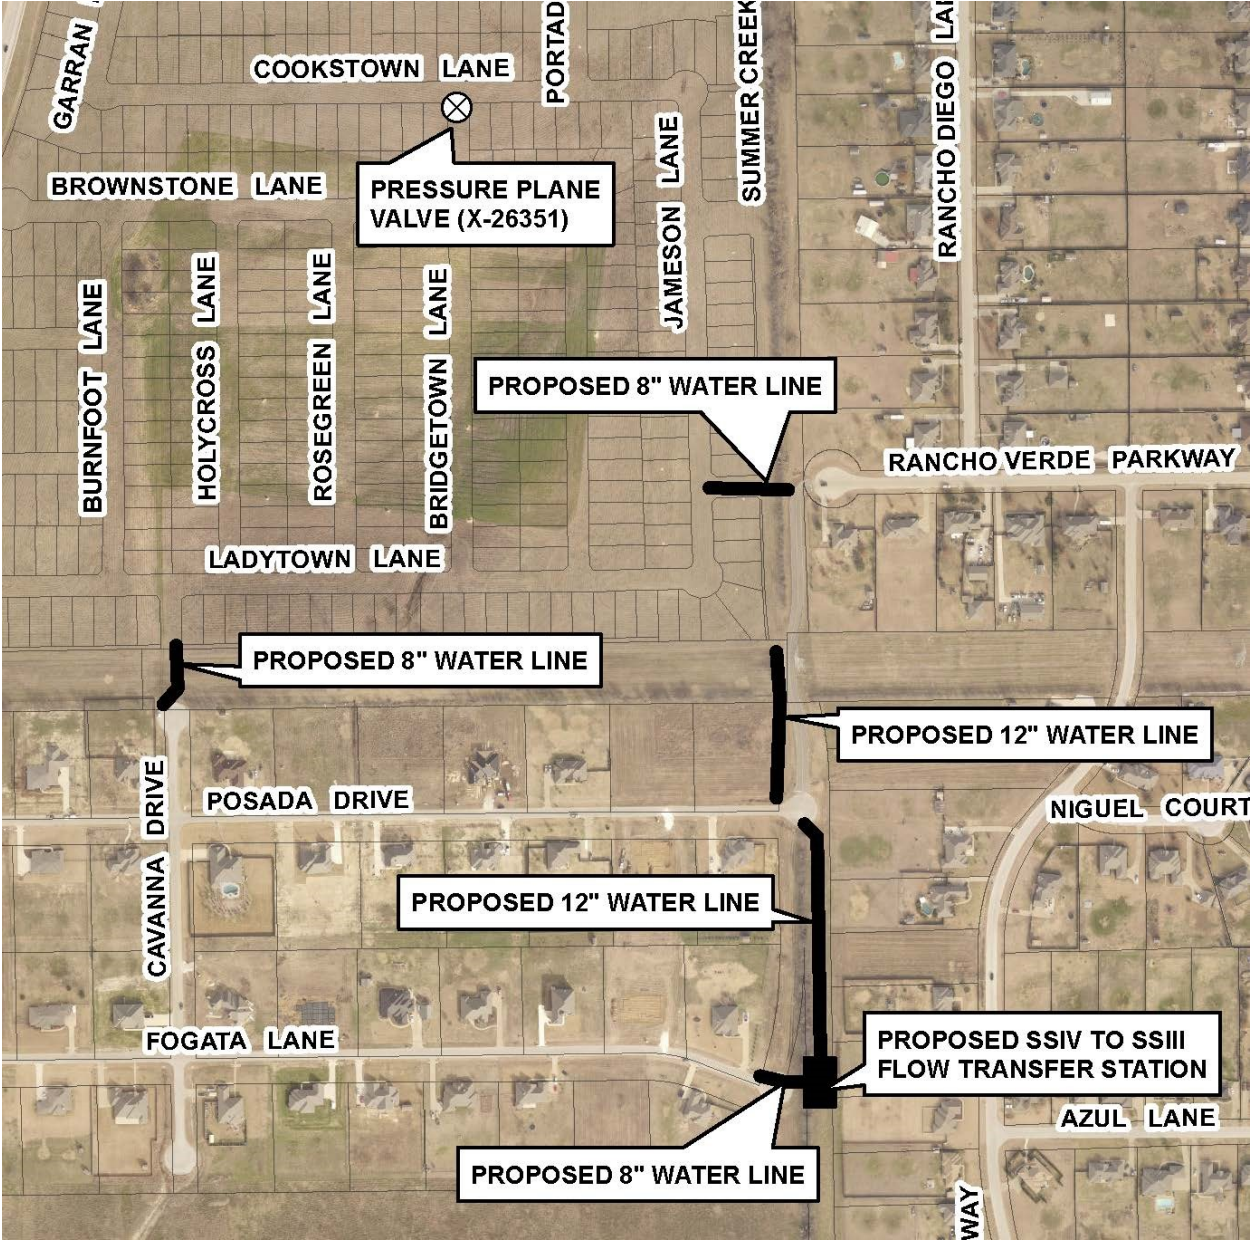 GARRAN
COOKSTOWN LANE
PORTAD
SUMMER CREEK
RANCHO DIEGO LA
JAMESON LANE
BROWNSTONE LANE
PRESSURE PLANE
VALVE (X-26351)
BURNFOOT LANE
HOLYCROSS LANE
ROSEGREEN LANE
BRIDGETOWN LANE
PROPOSED 8" WATER LINE
RANCHO VERDE PARKWAY
LADYTOWN LANE
PROPOSED 8" WATER LINE
PROPOSED 12" WATER LINE
CAVANNA DRIVE
POSADA DRIVE
NIGUEL COURT
PROPOSED 12" WATER LINE
FOGATA LANE
PROPOSED SSIV TO SSIII
FLOW TRANSFER STATION
AZUL LANE
PROPOSED 8" WATER LINE
WAY